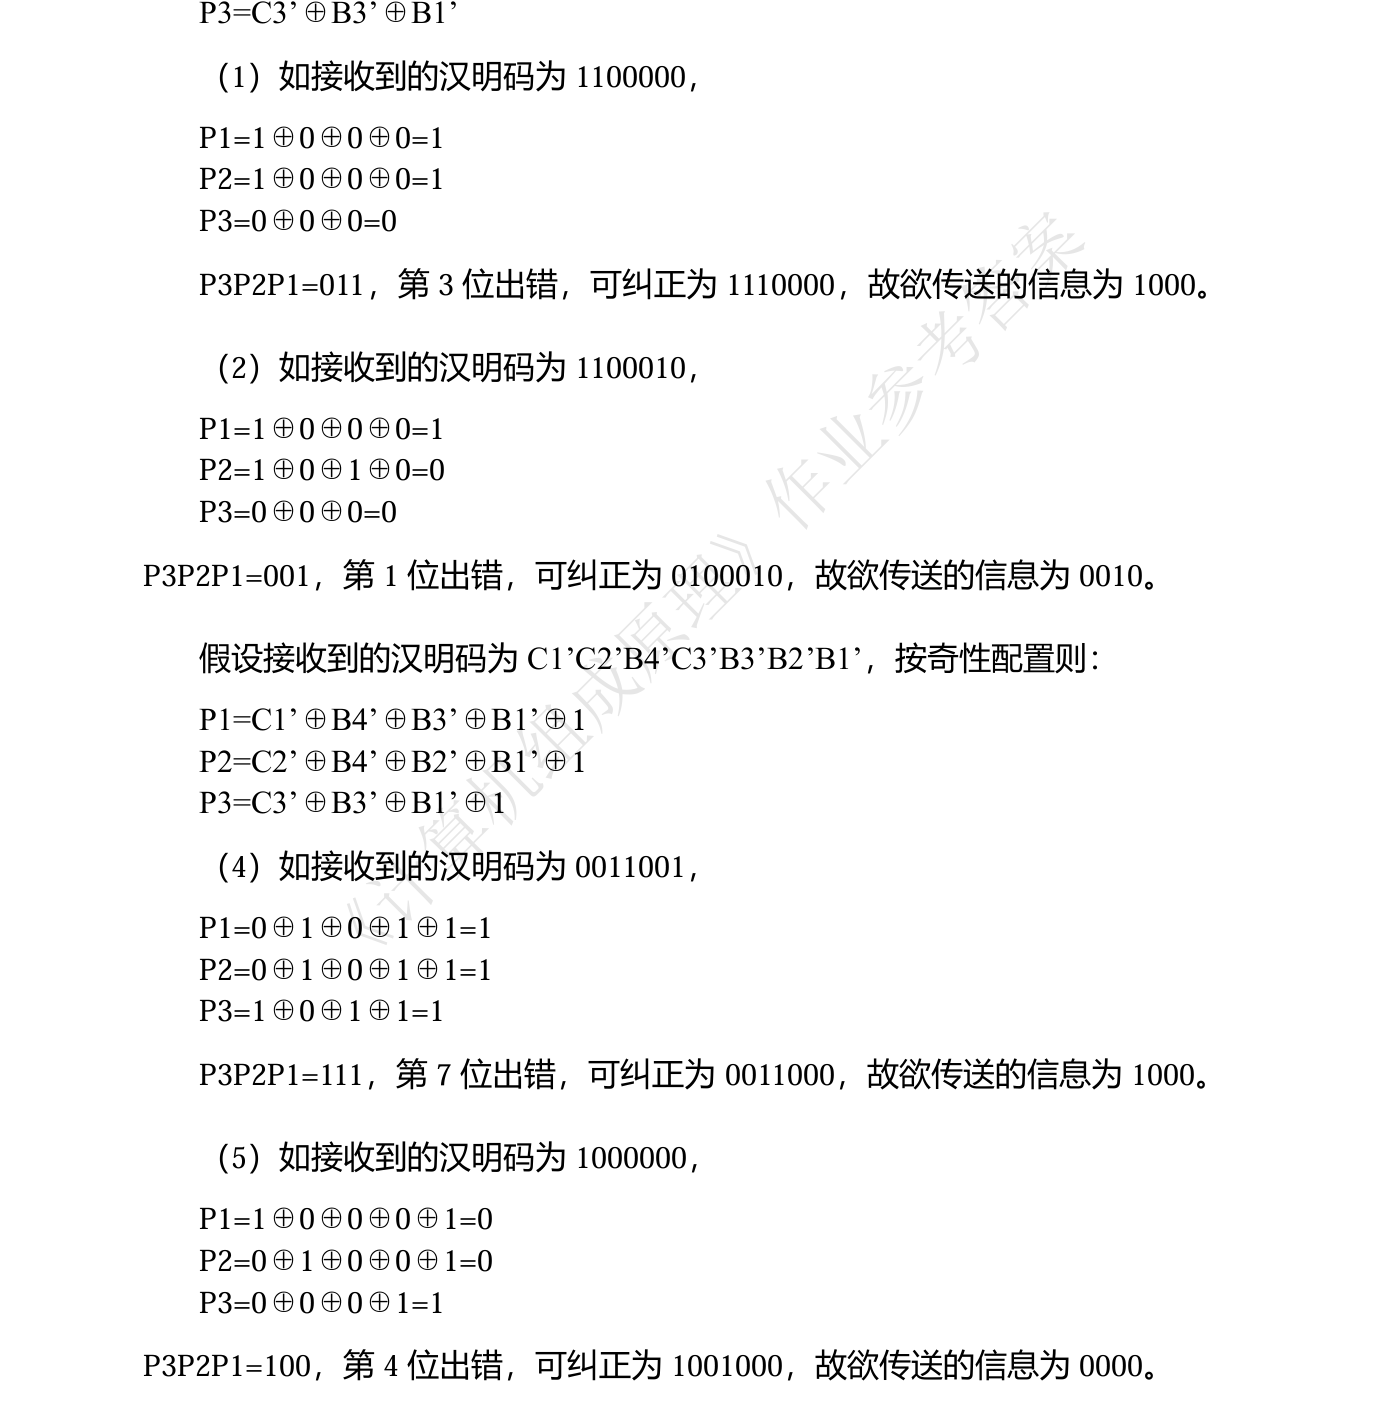 P3=C3’⊕B3’⊕B1’
（1）如接收到的汉明码为 1100000，
P1=1⊕0⊕0⊕0=1
P2=1⊕0⊕0⊕0=1
P3=0⊕0⊕0=0
P3P2P1=011，第 3 位出错，可纠正为 1110000，故欲传送的信息为 1000。
（2）如接收到的汉明码为 1100010，
P1=1⊕0⊕0⊕0=1
P2=1⊕0⊕1⊕0=0
P3=0⊕0⊕0=0
P3P2P1=001，第 1 位出错，可纠正为 0100010，故欲传送的信息为 0010。
假设接收到的汉明码为 C1’C2’B4’C3’B3’B2’B1’，按奇性配置则：
P1=C1’⊕B4’⊕B3’⊕B1’⊕1
P2=C2’⊕B4’⊕B2’⊕B1’⊕1
P3=C3’⊕B3’⊕B1’⊕1
（4）如接收到的汉明码为 0011001，
P1=0⊕1⊕0⊕1⊕1=1
P2=0⊕1⊕0⊕1⊕1=1
P3=1⊕0⊕1⊕1=1
P3P2P1=111，第 7 位出错，可纠正为 0011000，故欲传送的信息为 1000。
（5）如接收到的汉明码为 1000000，
P1=1⊕0⊕0⊕0⊕1=0
P2=0⊕1⊕0⊕0⊕1=0
P3=0⊕0⊕0⊕1=1
P3P2P1=100，第 4 位出错，可纠正为 1001000，故欲传送的信息为 0000。
《计算机组成原理》作业参考答案